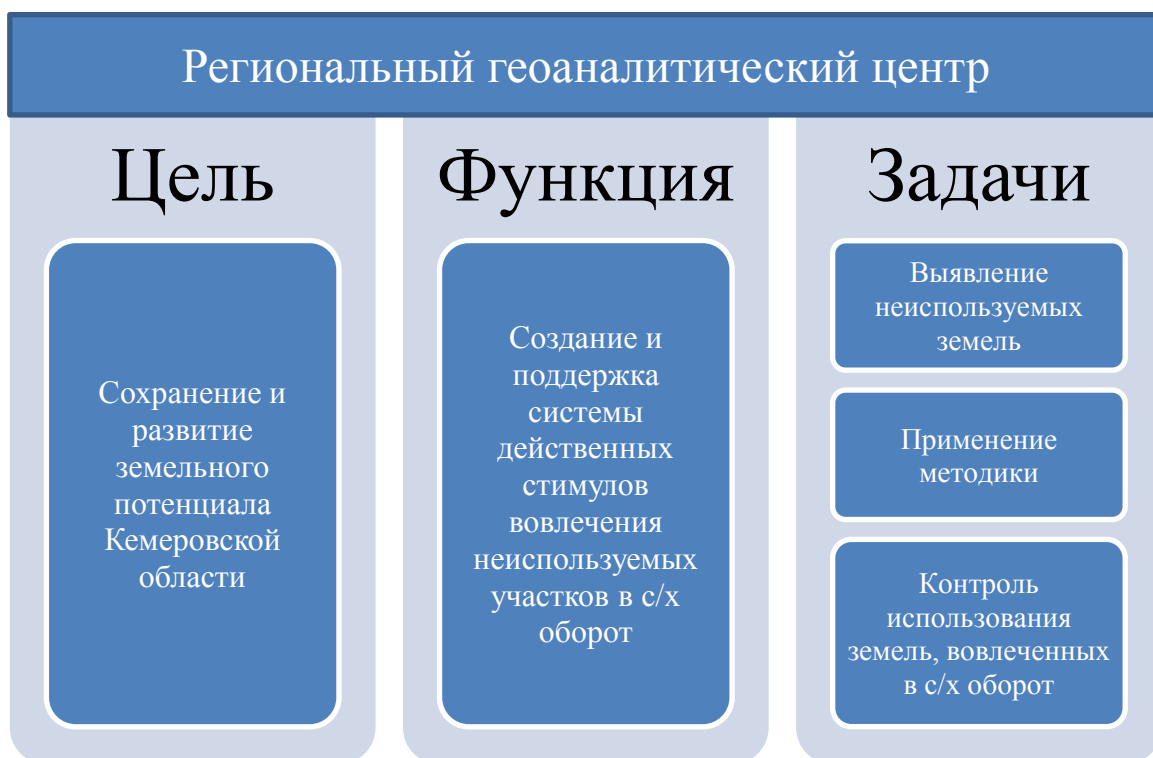 Региональный геоаналитический центр
Цель
Сохранение и
развитие
земельного
потенциала
Кемеровской
области
Функция
Создание и
поддержка
системы
действенных
стимулов
вовлечения
неиспользуемых
участков в с/х
оборот
Задачи
Выявление
неиспользуемых
земель
Применение
методики
Контроль
использования
земель, вовлеченных
в с/х оборот